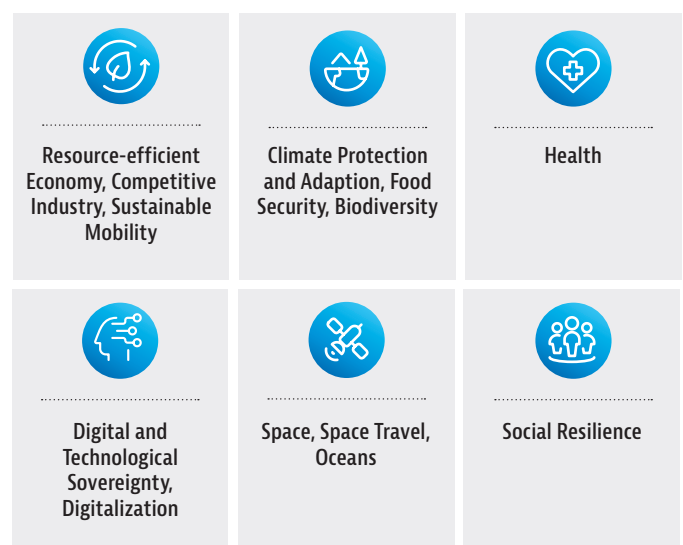 Resource-efficient
Economy, Competitive
Industry, Sustainable
Mobility
Climate Protection
and Adaption, Food
Security, Biodiversity
Health
Digital and
Technological
Sovereignty,
Digitalization
Space, Space Travel,
Oceans
Social Resilience